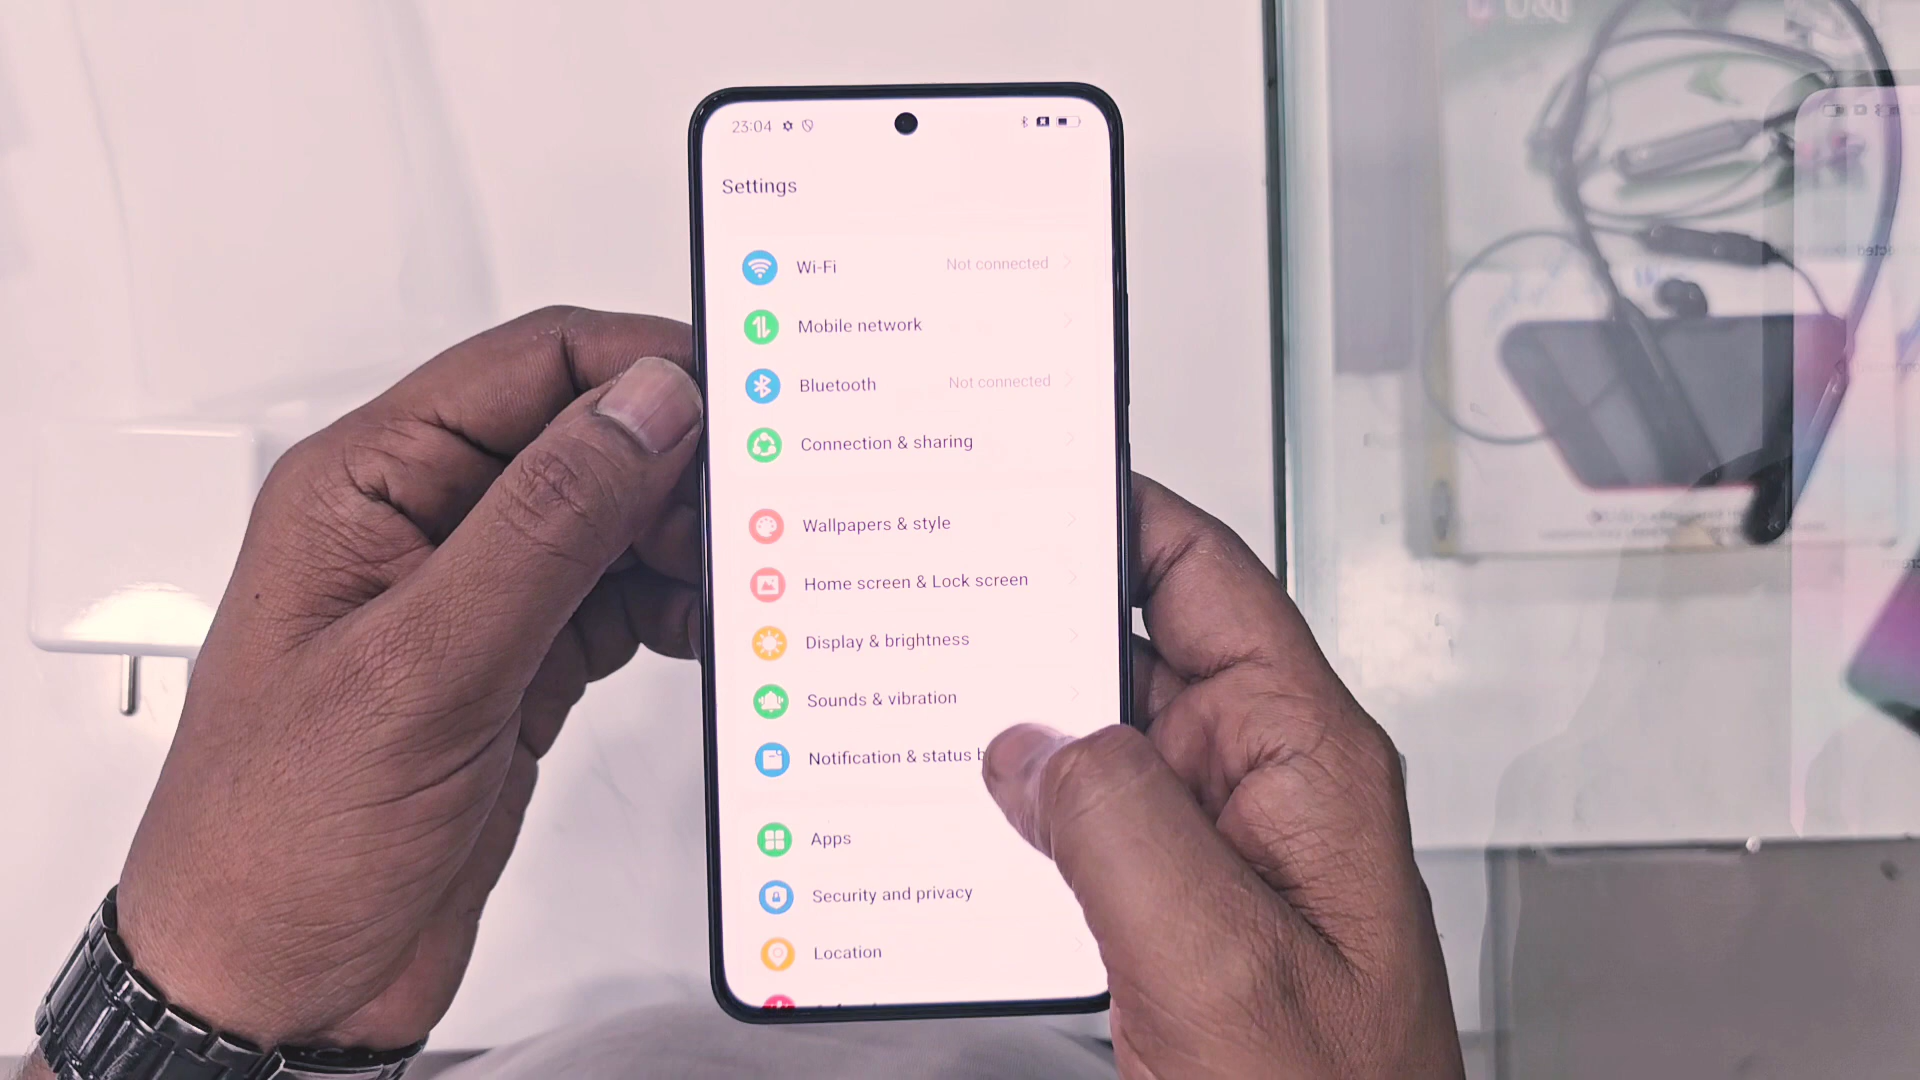 23:04
Settings
Wi-Fi Not connected
Mobile network
Bluetooth Not connected
Connection & sharing
Wallpapers & style
Home screen & Lock screen
Display & brightness
Sounds & vibration
Notification & status
Apps
Security and privacy
Location